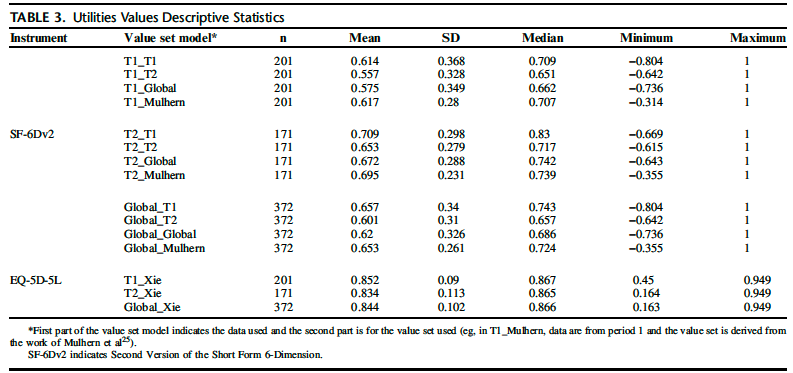 TABLE 3. Utilities Values Descriptive Statistics
Instrument Value set model* n Mean SD Median Minimum Maximum
T1_T1 201 0.614 0.368 0.709 −0.804 1
T1_T2 201 0.557 0.328 0.651 −0.642 1
T1_Global 201 0.575 0.349 0.662 −0.736 1
T1_Mulhern 201 0.617 0.28 0.707 −0.314 1
SF-6Dv2 T2_T1 171 0.709 0.298 0.83 −0.669 1
T2_T2 171 0.653 0.279 0.717 −0.615 1
T2_Global 171 0.672 0.288 0.742 −0.643 1
T2_Mulhern 171 0.695 0.231 0.739 −0.355 1
Global_T1 372 0.657 0.34 0.743 −0.804 1
Global_T2 372 0.601 0.31 0.657 −0.642 1
Global_Global 372 0.62 0.326 0.686 −0.736 1
Global_Mulhern 372 0.653 0.261 0.724 −0.355 1
EQ-5D-5L T1_Xie 201 0.852 0.09 0.867 0.45 0.949
T2_Xie 171 0.834 0.113 0.865 0.164 0.949
Global_Xie 372 0.844 0.102 0.866 0.163 0.949
*First part of the value set model indicates the data used and the second part is for the value set used (eg, in T1_Mulhern, data are from period 1 and the value set is derived from
the work of Mulhern et al25).
SF-6Dv2 indicates Second Version of the Short Form 6-Dimension.